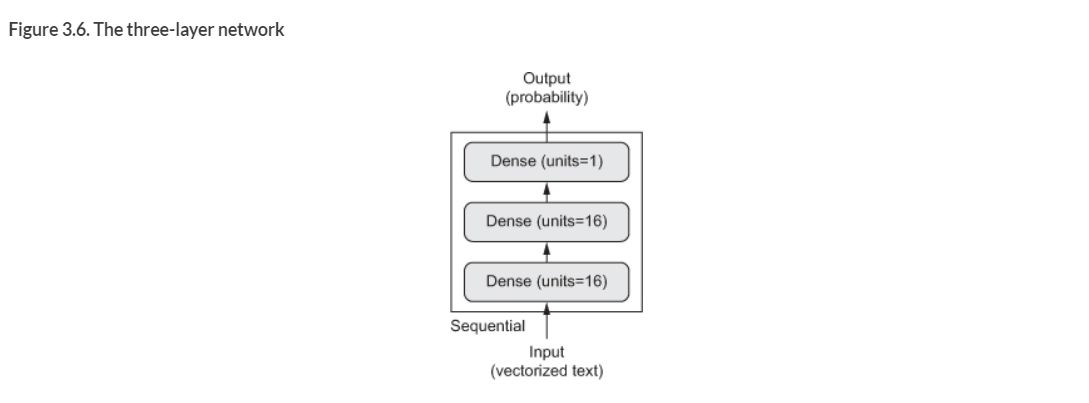 Figure 3.6. The three-layer network
Output
(probability)
Dense (units=1)
Dense (units=16)
Dense (units=16)
Sequential
Input
(vectorized text)